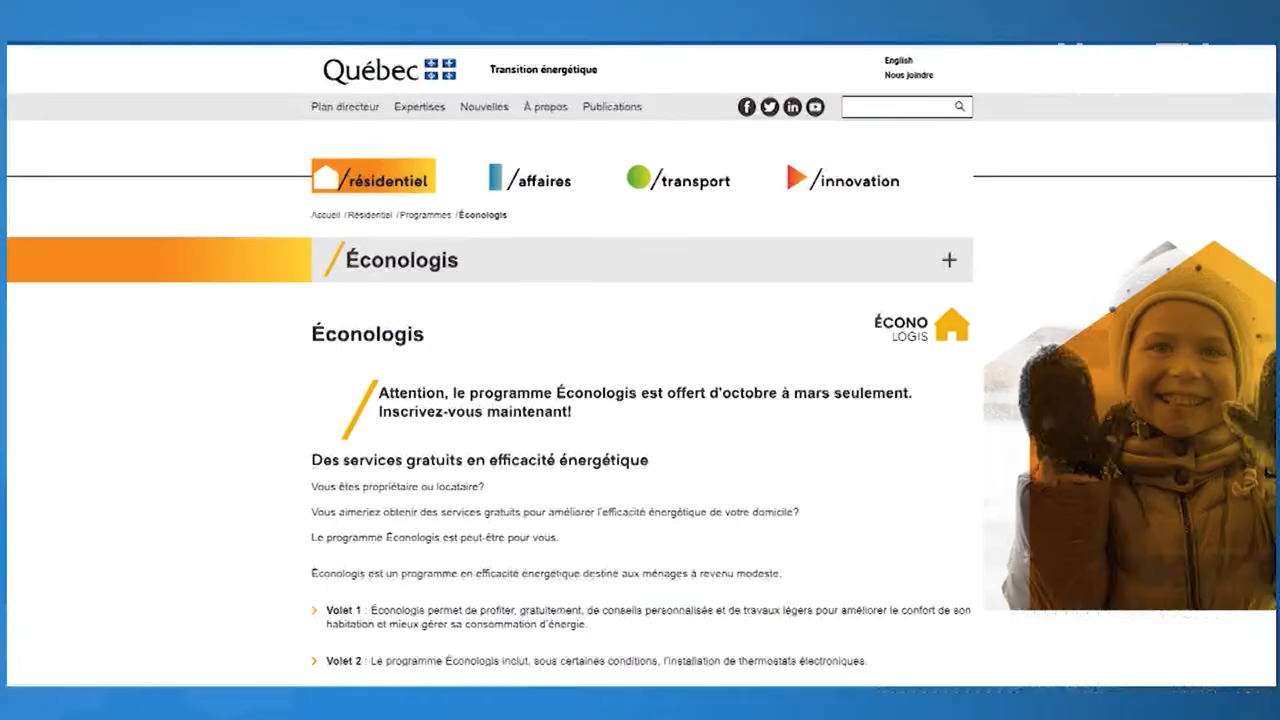 Québec
Transition énergétique
English
Nous joindre
Plan directeur Expertises Nouvelles À propos Publications
/résidentiel /affaires /transport /innovation
Accueil / Résidentiel / Programmes / Éconologis
Éconologis +
Éconologis
ÉCONO
LOGIS
Attention, le programme Éconologis est offert d'octobre à mars seulement.
Inscrivez-vous maintenant!
Des services gratuits en efficacité énergétique
Vous êtes propriétaire ou locataire?
Vous aimeriez obtenir des services gratuits pour améliorer l'efficacité énergétique de votre domicile?
Le programme Éconologis est peut-être pour vous.
Éconologis est un programme en efficacité énergétique destiné aux ménages à revenu modeste.
Volet 1 : Éconologis permet de profiter, gratuitement, de conseils personnalisés et de travaux légers pour améliorer le confort de son
habitation et mieux gérer sa consommation d'énergie.
Volet 2 : Le programme Éconologis inclut, sous certaines conditions, l'installation de thermostats électroniques.